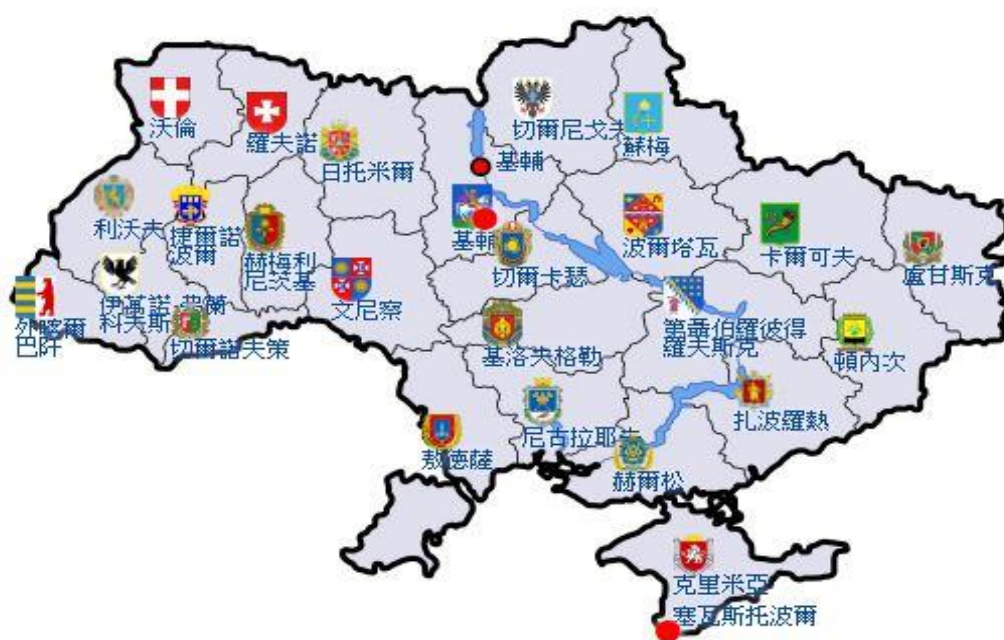 沃倫
羅夫諾
日托米爾
切爾尼戈夫
蘇梅
基輔
利沃夫
捷爾諾
波爾
赫梅利
尼茨基
文尼察
基輔
切爾卡瑟
波爾塔瓦
卡爾可夫
盧甘斯克
外喀爾
巴阡
伊萬諾-弗蘭
科夫斯
切爾諾夫策
基洛夫格勒
第聶伯羅彼得
羅夫斯克
頓內次
敖德薩
尼古拉耶夫
扎波羅熱
赫爾松
克里米亞
塞瓦斯托波爾